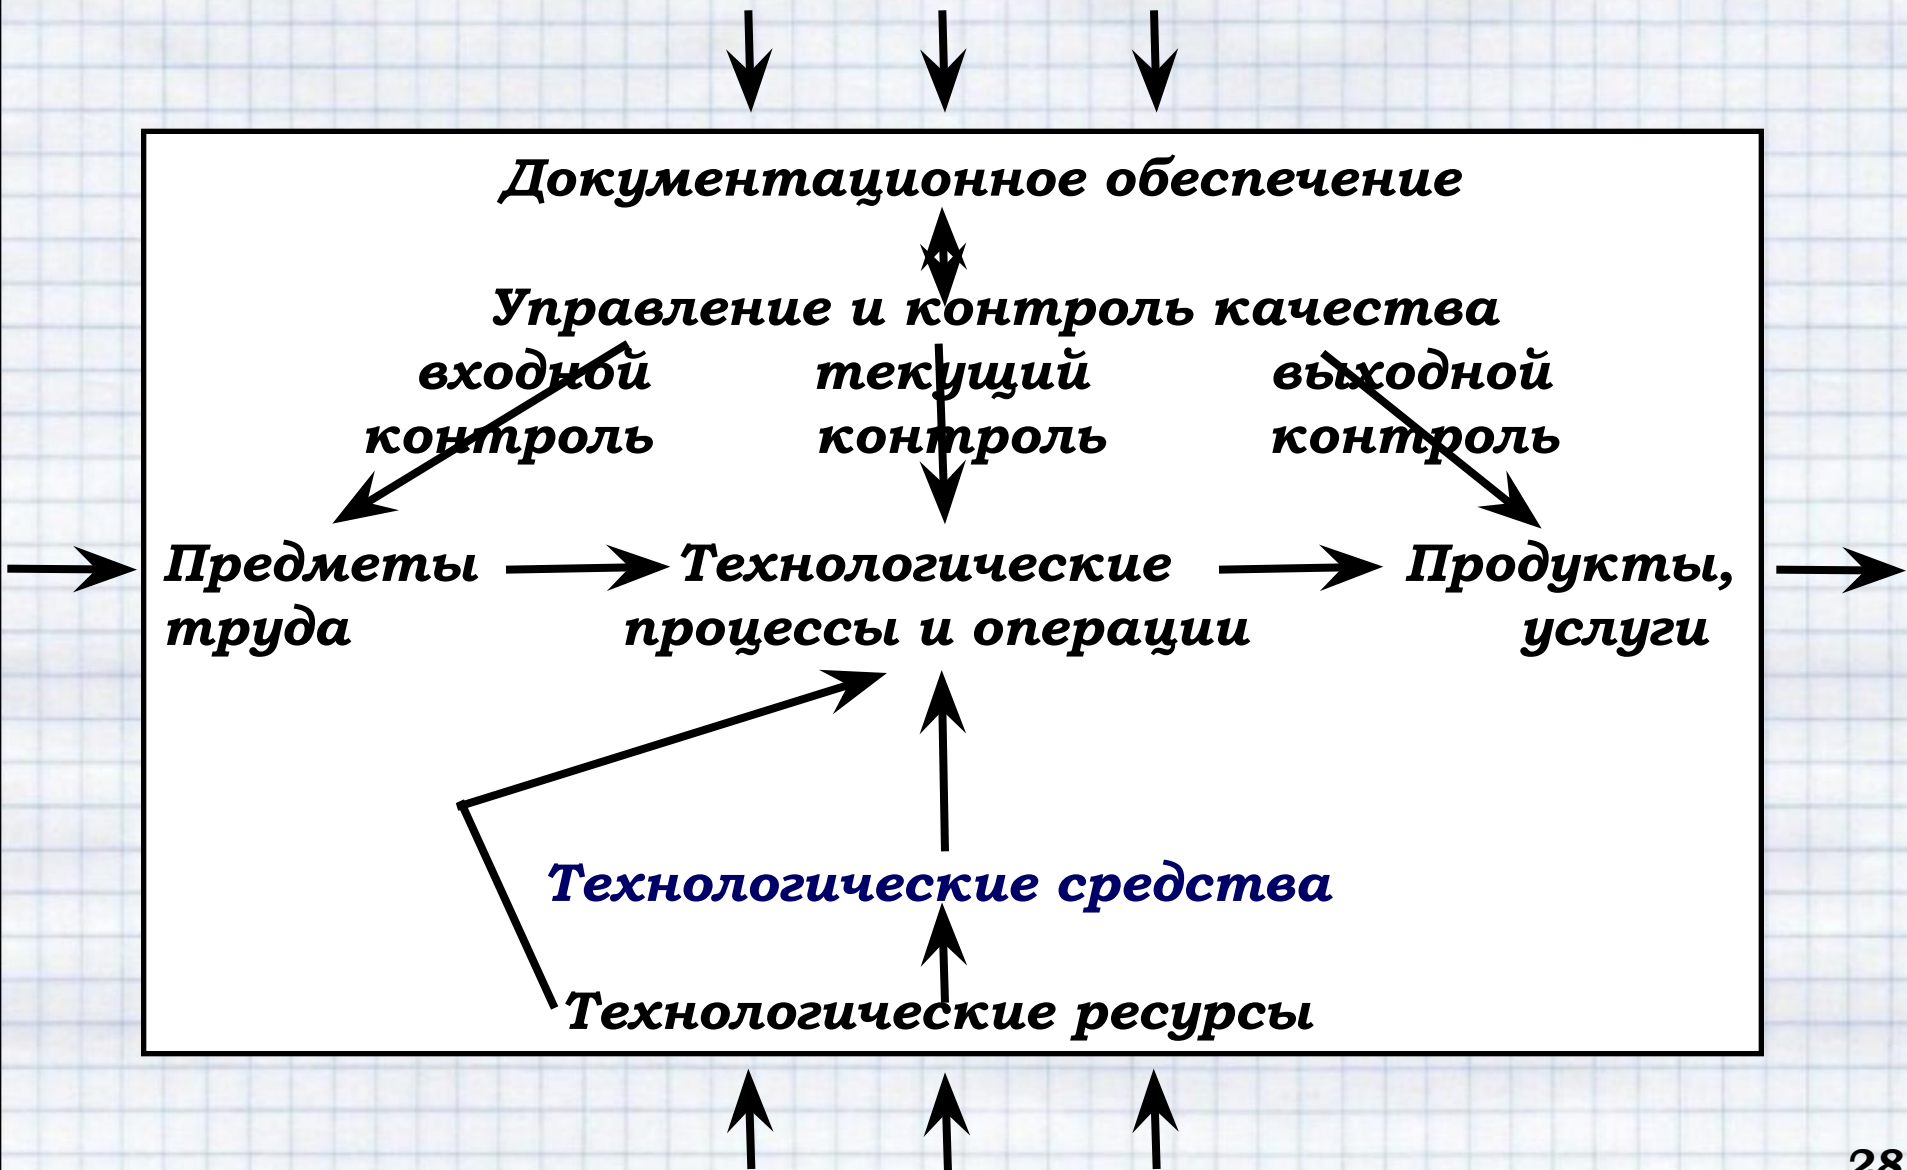 Документационное обеспечение
Управление и контроль качества
входной текущий выходной
контроль контроль контроль
Предметы Технологические Продукты,
труда процессы и операции услуги
Технологические средства
Технологические ресурсы
28